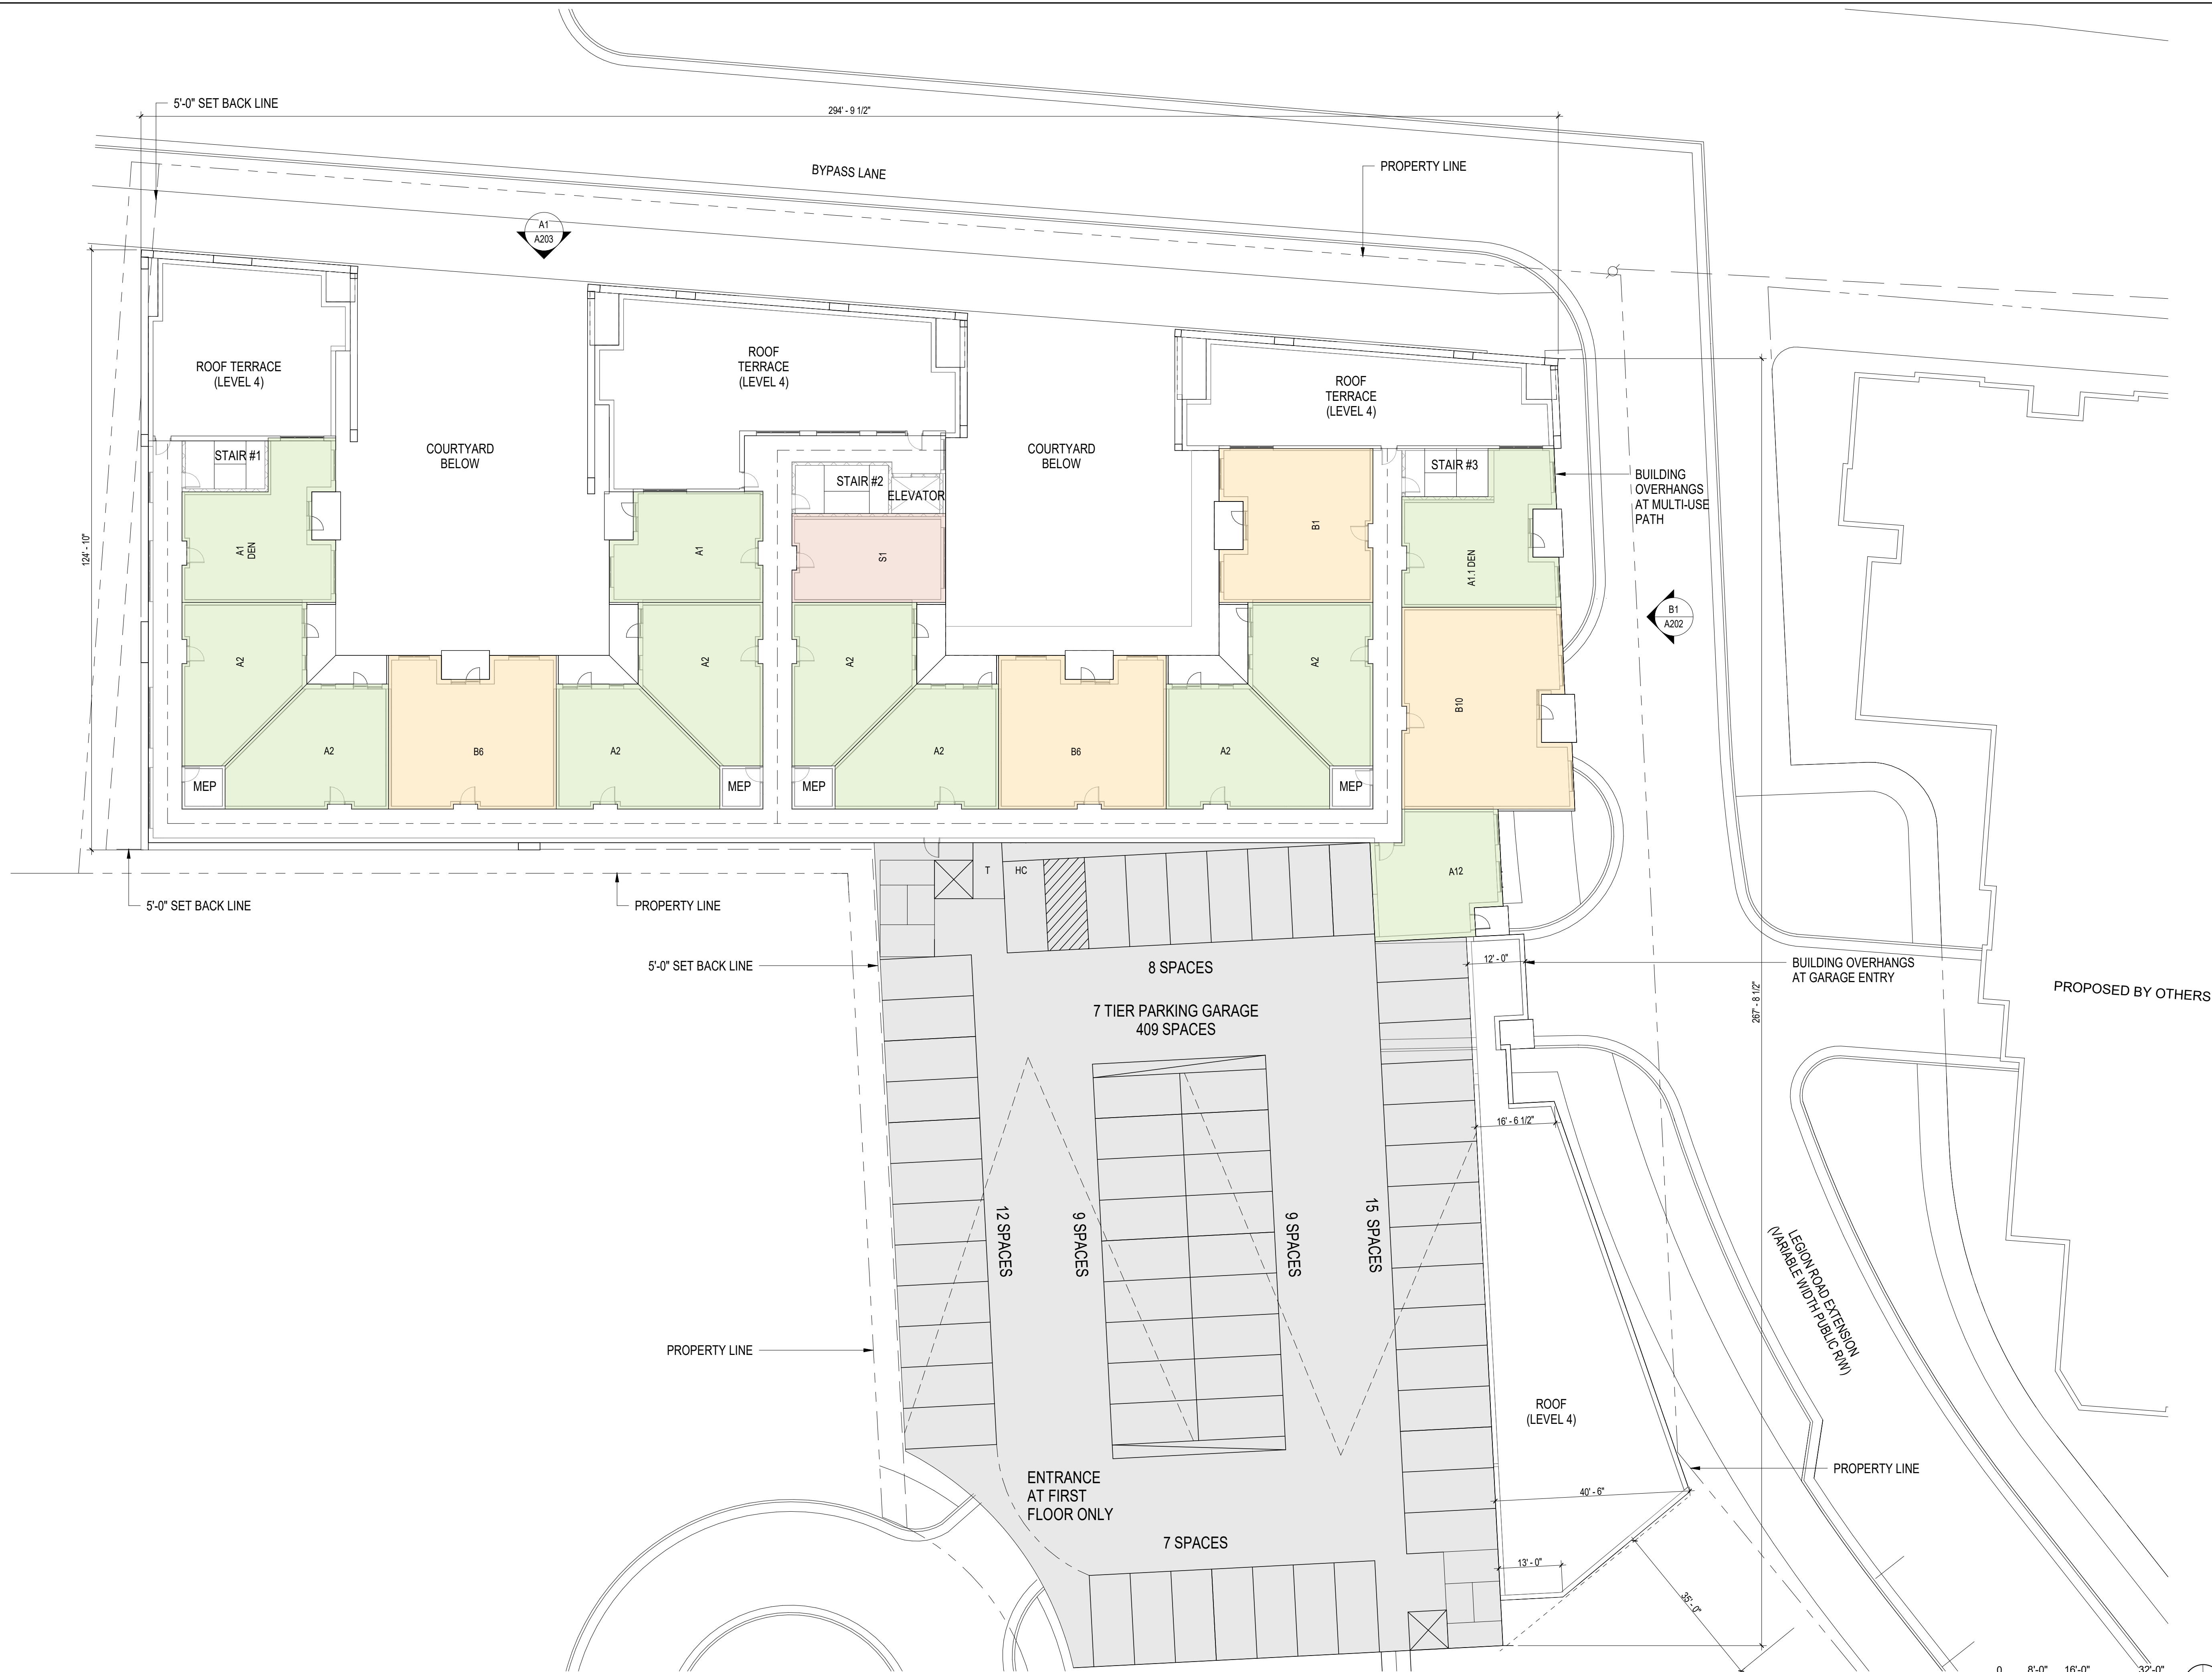 5'-0" SET BACK LINE
294' - 9 1/2"
BYPASS LANE
PROPERTY LINE
A1
A203
ROOF TERRACE
(LEVEL 4)
ROOF
TERRACE
(LEVEL 4)
ROOF
TERRACE
(LEVEL 4)
COURTYARD
BELOW
COURTYARD
BELOW
STAIR #1
STAIR #2
ELEVATOR
STAIR #3
BUILDING
OVERHANGS
AT MULTI-USE
PATH
124' - 10"
A1
DEN
A1
S1
B1
A1.1 DEN
B1
A202
A2
A2
A2
A2
B10
A2
B6
A2
A2
B6
A2
MEP
MEP
MEP
MEP
A12
T
HC
5'-0" SET BACK LINE
PROPERTY LINE
5'-0" SET BACK LINE
8 SPACES
12' - 0"
BUILDING OVERHANGS
AT GARAGE ENTRY
267' - 8 1/2"
PROPOSED BY OTHERS
7 TIER PARKING GARAGE
409 SPACES
16' - 6 1/2"
12 SPACES
9 SPACES
9 SPACES
15 SPACES
LEGION ROAD EXTENSION
(VARIABLE WIDTH PUBLIC R/W)
PROPERTY LINE
ROOF
(LEVEL 4)
ENTRANCE
AT FIRST
FLOOR ONLY
PROPERTY LINE
40' - 6"
7 SPACES
13' - 0"
35' - 0"
0 8'-0" 16'-0" 32'-0"